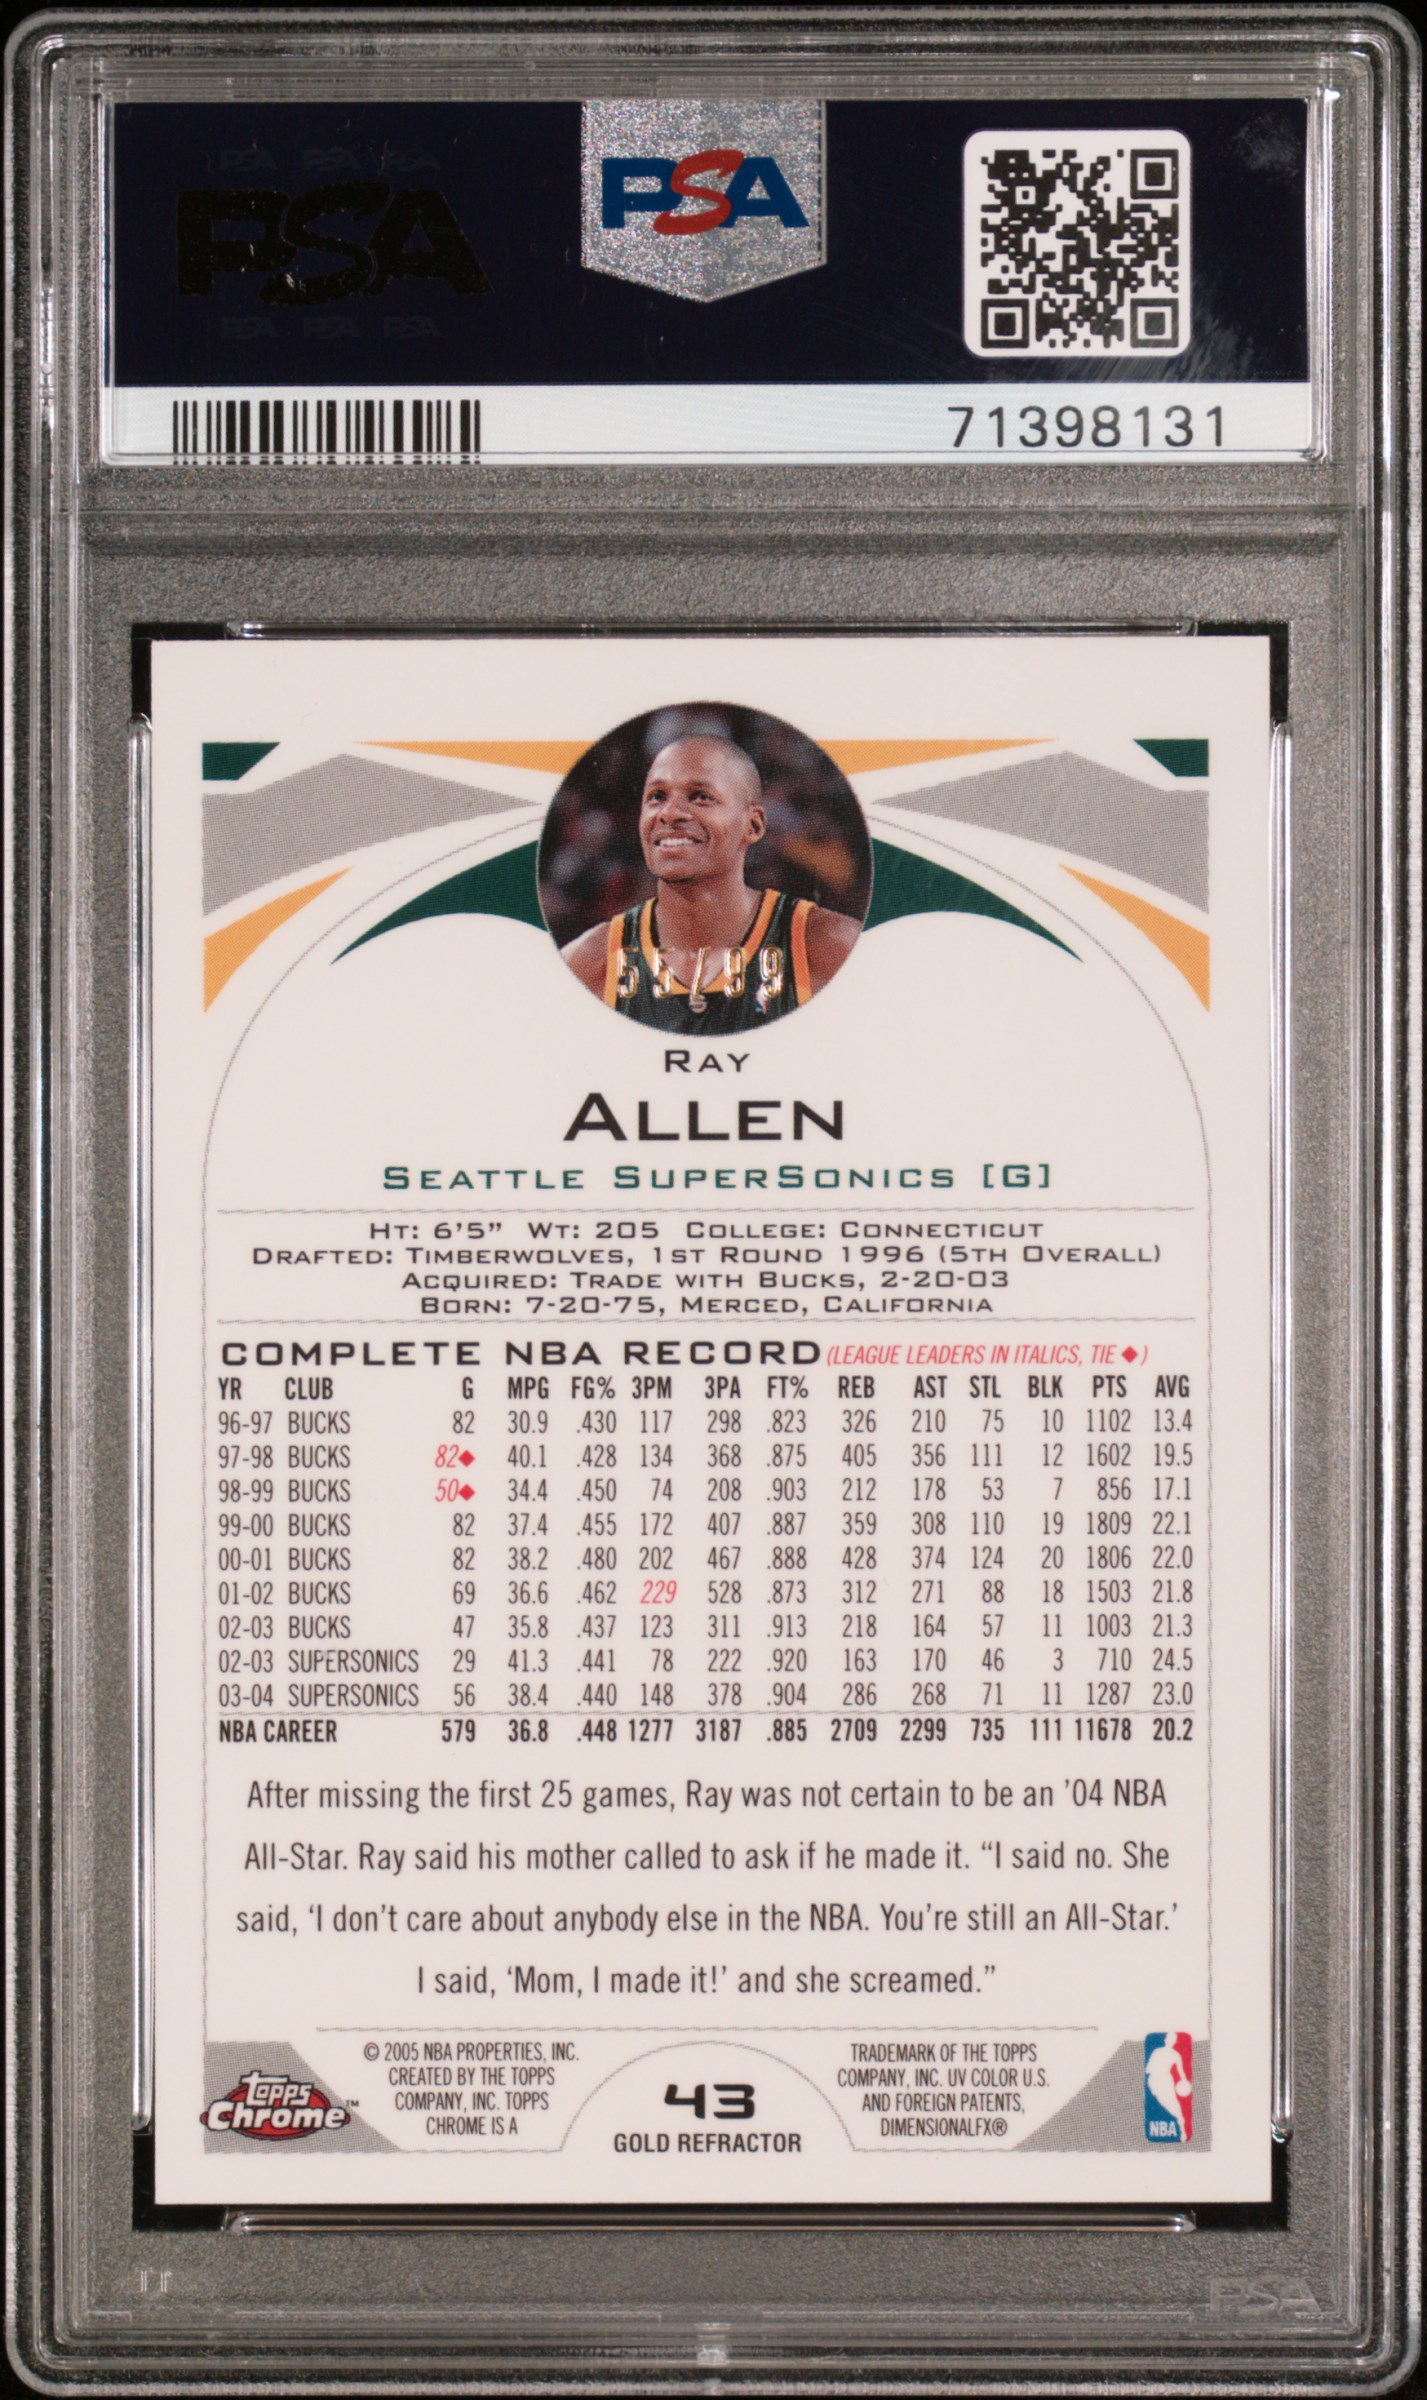 PSA PSA PSA
PSA
PSA PSA PSA
PSA
71398131
55/99
RAY
ALLEN
SEATTLE SUPERSONICS [G]
HT: 6'5” WT: 205 COLLEGE: CONNECTICUT
DRAFTED: TIMBERWOLVES, 1ST ROUND 1996 (5TH OVERALL)
ACQUIRED: TRADE WITH BUCKS, 2-20-03
BORN: 7-20-75, MERCED, CALIFORNIA
COMPLETE NBA RECORD (LEAGUE LEADERS IN ITALICS, TIE ◆)
YR CLUB G MPG FG% 3PM 3PA FT% REB AST STL BLK PTS AVG
96-97 BUCKS 82 30.9 .430 117 298 .823 326 210 75 10 1102 13.4
97-98 BUCKS 82◆ 40.1 .428 134 368 .875 405 356 111 12 1602 19.5
98-99 BUCKS 50◆ 34.4 .450 74 208 .903 212 178 53 7 856 17.1
99-00 BUCKS 82 37.4 .455 172 407 .887 359 308 110 19 1809 22.1
00-01 BUCKS 82 38.2 .480 202 467 .888 428 374 124 20 1806 22.0
01-02 BUCKS 69 36.6 .462 229 528 .873 312 271 88 18 1503 21.8
02-03 BUCKS 47 35.8 .437 123 311 .913 218 164 57 11 1003 21.3
02-03 SUPERSONICS 29 41.3 .441 78 222 .920 163 170 46 3 710 24.5
03-04 SUPERSONICS 56 38.4 .440 148 378 .904 286 268 71 11 1287 23.0
NBA CAREER 579 36.8 .448 1277 3187 .885 2709 2299 735 111 11678 20.2
After missing the first 25 games, Ray was not certain to be an ’04 NBA
All-Star. Ray said his mother called to ask if he made it. “I said no. She
said, ‘I don’t care about anybody else in the NBA. You’re still an All-Star.’
I said, ‘Mom, I made it!’ and she screamed.”
© 2005 NBA PROPERTIES, INC.
CREATED BY THE TOPPS
COMPANY, INC. TOPPS
CHROME IS A
TRADEMARK OF THE TOPPS
COMPANY, INC. UV COLOR U.S.
AND FOREIGN PATENTS,
DIMENSIONALFX®
43
GOLD REFRACTOR
topps
Chrome™
NBA
PSA